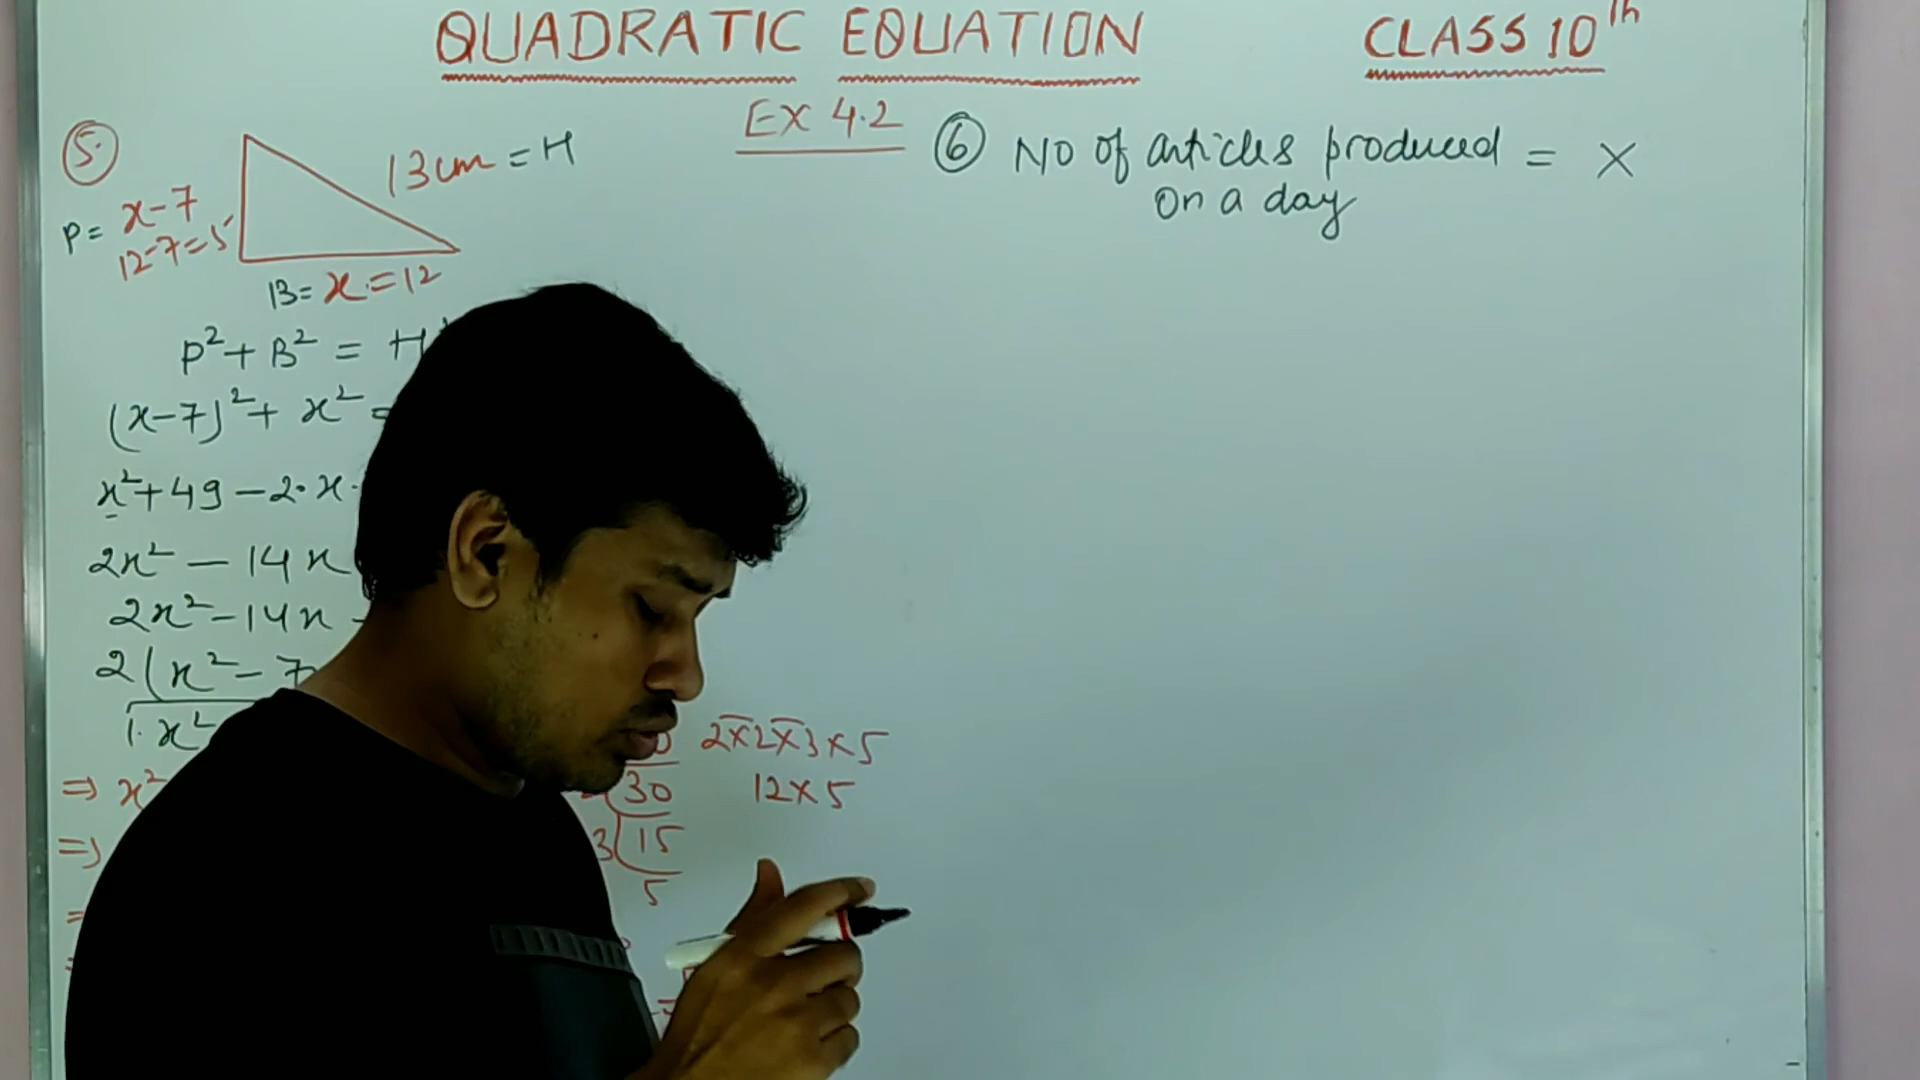 QUADRATIC EQUATION
CLASS 10th
EX 4.2
5.
13cm = H
P = x-7
12-7=5
B = x = 12
P² + B² = H
(x-7)² + x² =
x² + 49 - 2·x·
2x² - 14x
2x² - 14x -
2(x² - 7
1·x²
⇒ x²
⇒
2x2x3x5
30
12x5
3 15
5
6 No of articles produced = x
on a day